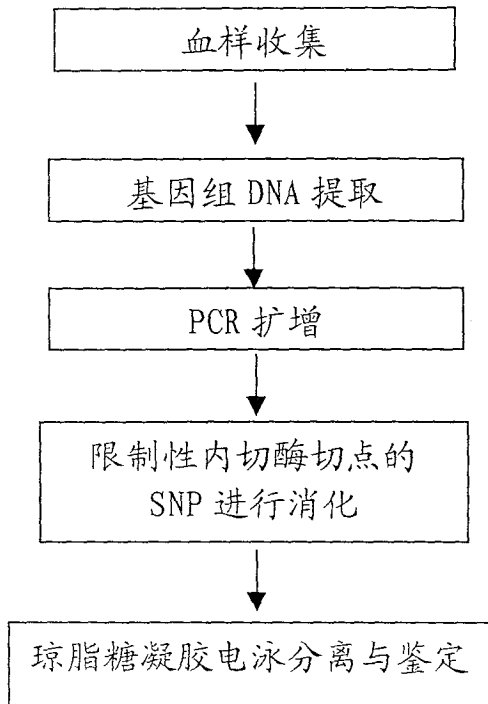 血样收集
基因组 DNA 提取
PCR 扩增
限制性内切酶切点的
SNP 进行消化
琼脂糖凝胶电泳分离与鉴定